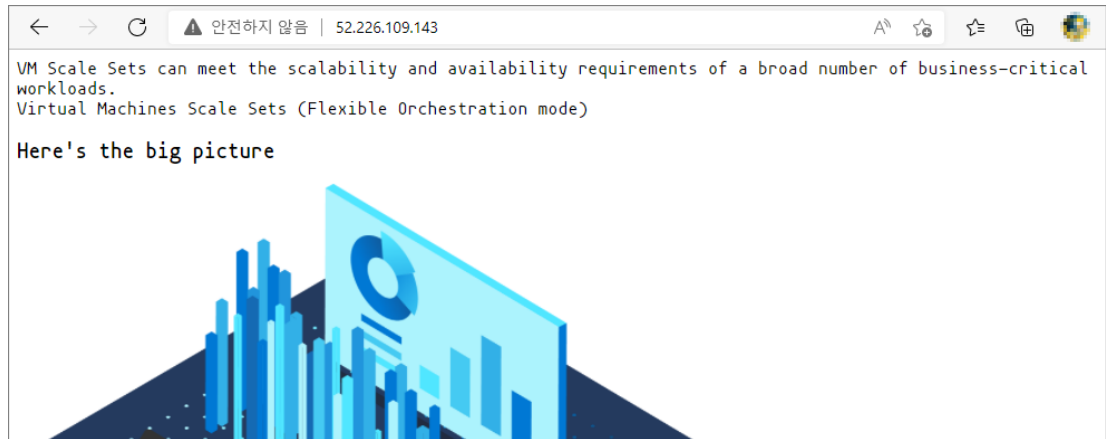 안전하지 않음 | 52.226.109.143
VM Scale Sets can meet the scalability and availability requirements of a broad number of business-critical
workloads.
Virtual Machines Scale Sets (Flexible Orchestration mode)
Here's the big picture